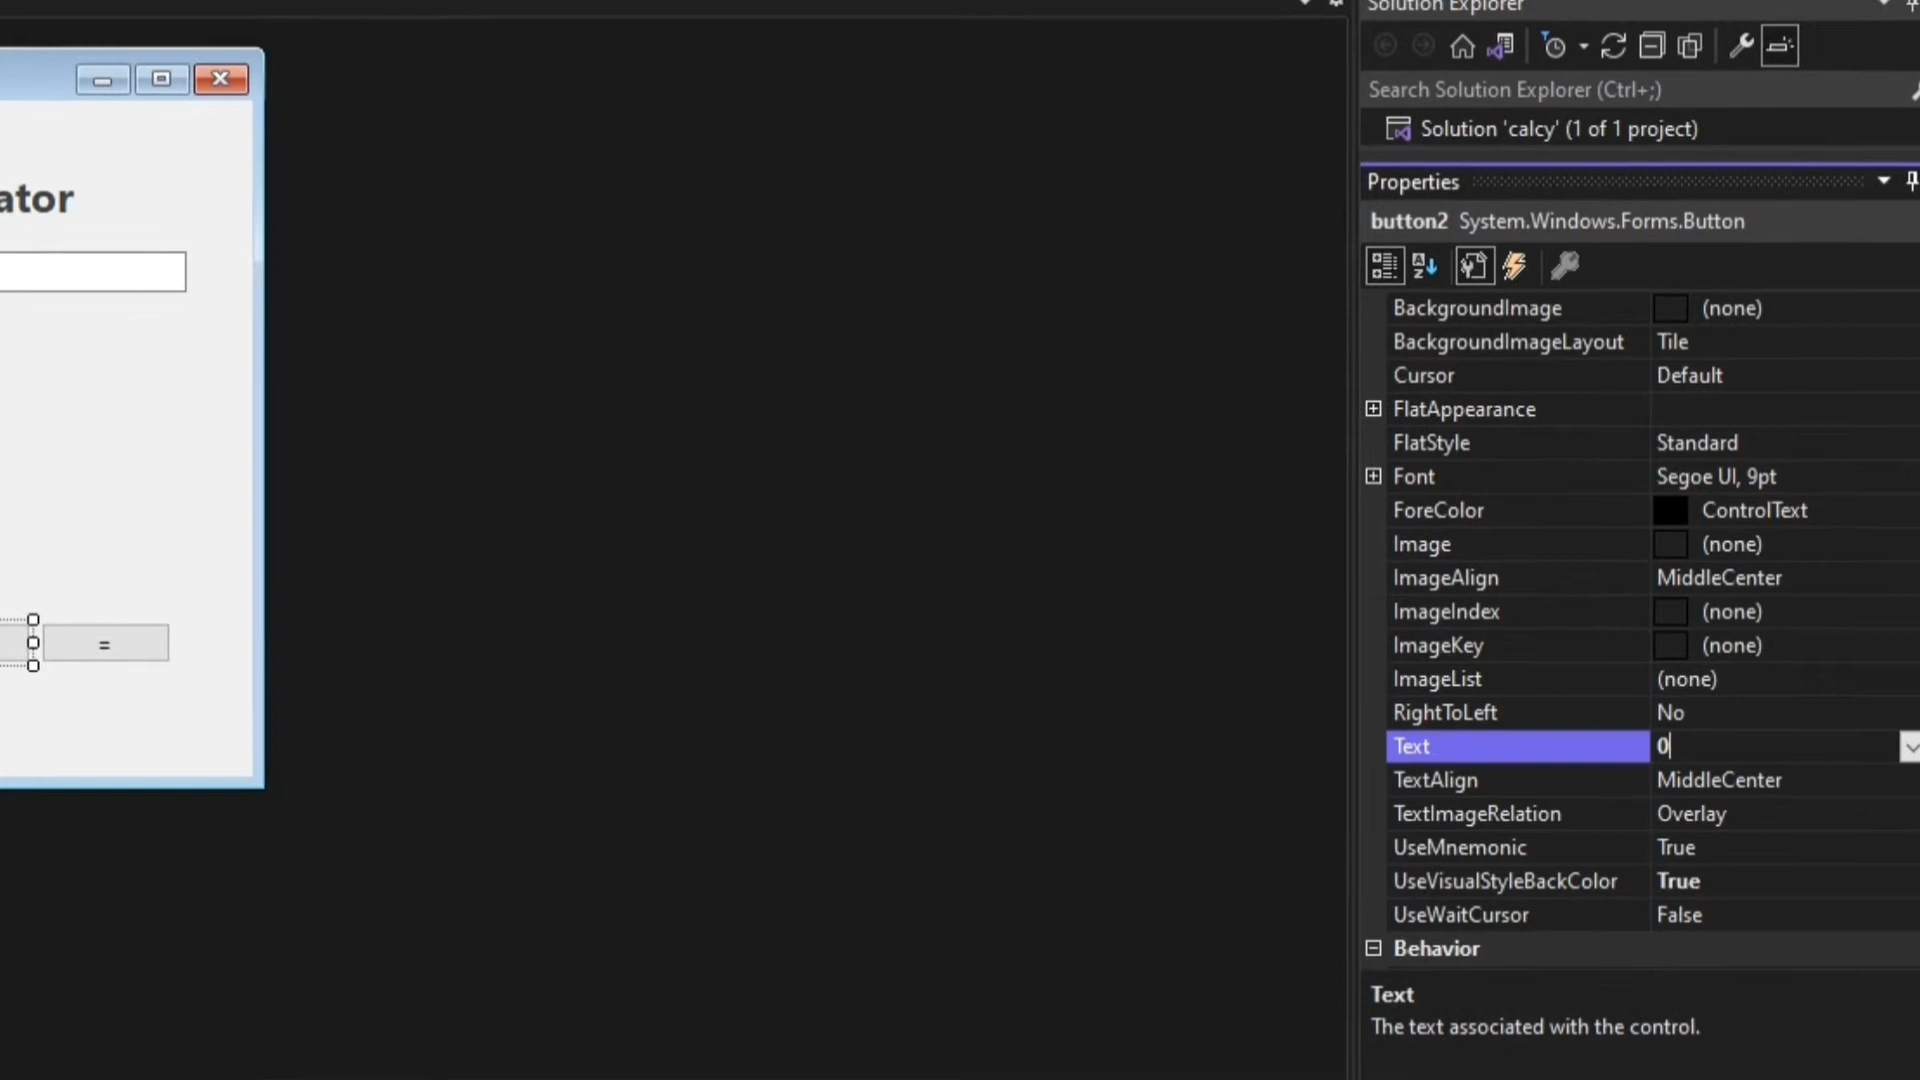 Solution Explorer
Search Solution Explorer (Ctrl+;)
Solution 'calcy' (1 of 1 project)
Properties
button2 System.Windows.Forms.Button
BackgroundImage (none)
BackgroundImageLayout Tile
Cursor Default
FlatAppearance
FlatStyle Standard
Font Segoe UI, 9pt
ForeColor ControlText
Image (none)
ImageAlign MiddleCenter
ImageIndex (none)
ImageKey (none)
ImageList (none)
RightToLeft No
Text 0
TextAlign MiddleCenter
TextImageRelation Overlay
UseMnemonic True
UseVisualStyleBackColor True
UseWaitCursor False
Behavior
Text
The text associated with the control.
ator
=